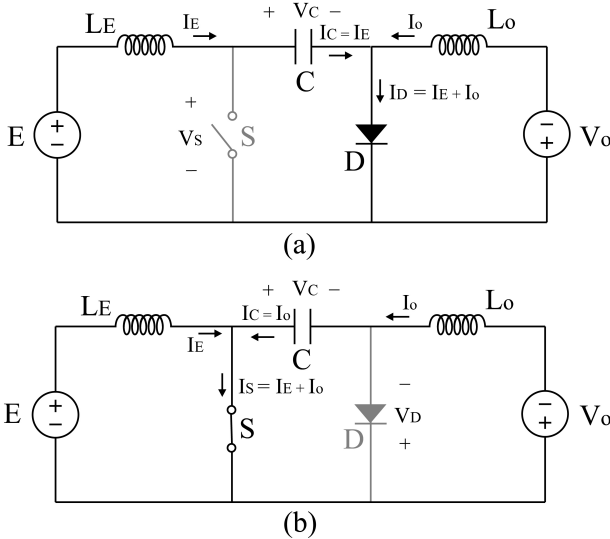 + VC −
LE IE IC = IE Io Lo
C
+ ID = IE + Io
E + − VS S D − + Vo
−
(a)
+ VC −
LE IC = Io Io Lo
IE C
IS = IE + Io −
E + − S D VD − + Vo
+
(b)